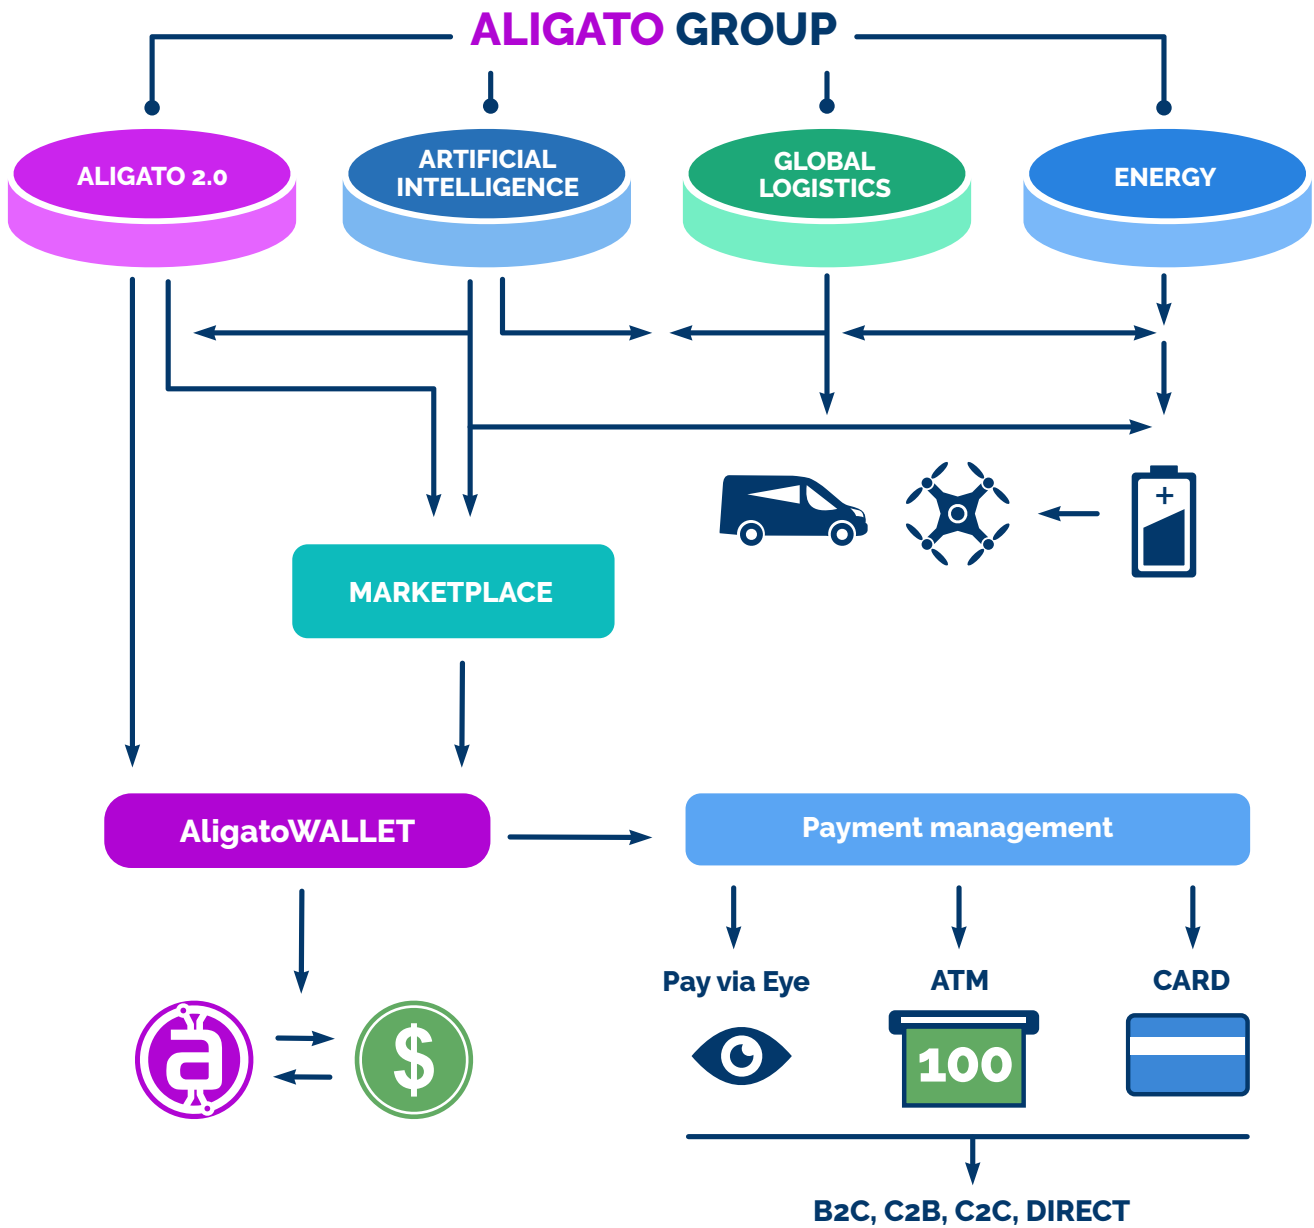 ALIGATO GROUP
ALIGATO 2.0
ARTIFICIAL
INTELLIGENCE
GLOBAL
LOGISTICS
ENERGY
MARKETPLACE
AligatoWALLET
Payment management
Pay via Eye
ATM
CARD
a
$
100
B2C, C2B, C2C, DIRECT